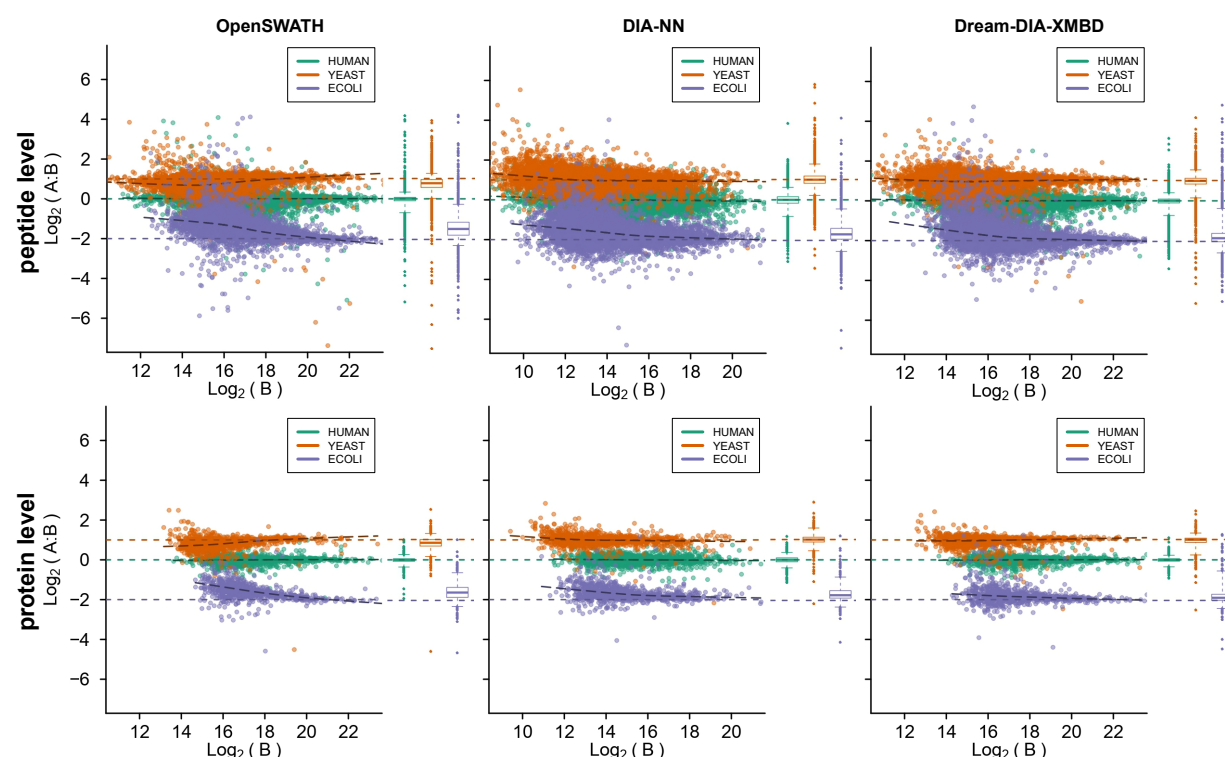 OpenSWATH DIA-NN Dream-DIA-XMBD
HUMAN HUMAN HUMAN
YEAST YEAST YEAST
ECOLI ECOLI ECOLI
peptide level
Log2 ( A:B )
6
4
2
0
−2
−4
−6
12 14 16 18 20 22 10 12 14 16 18 20 12 14 16 18 20 22
Log2 ( B ) Log2 ( B ) Log2 ( B )
HUMAN HUMAN HUMAN
YEAST YEAST YEAST
ECOLI ECOLI ECOLI
protein level
Log2 ( A:B )
6
4
2
0
−2
−4
−6
12 14 16 18 20 22 10 12 14 16 18 20 12 14 16 18 20 22
Log2 ( B ) Log2 ( B ) Log2 ( B )